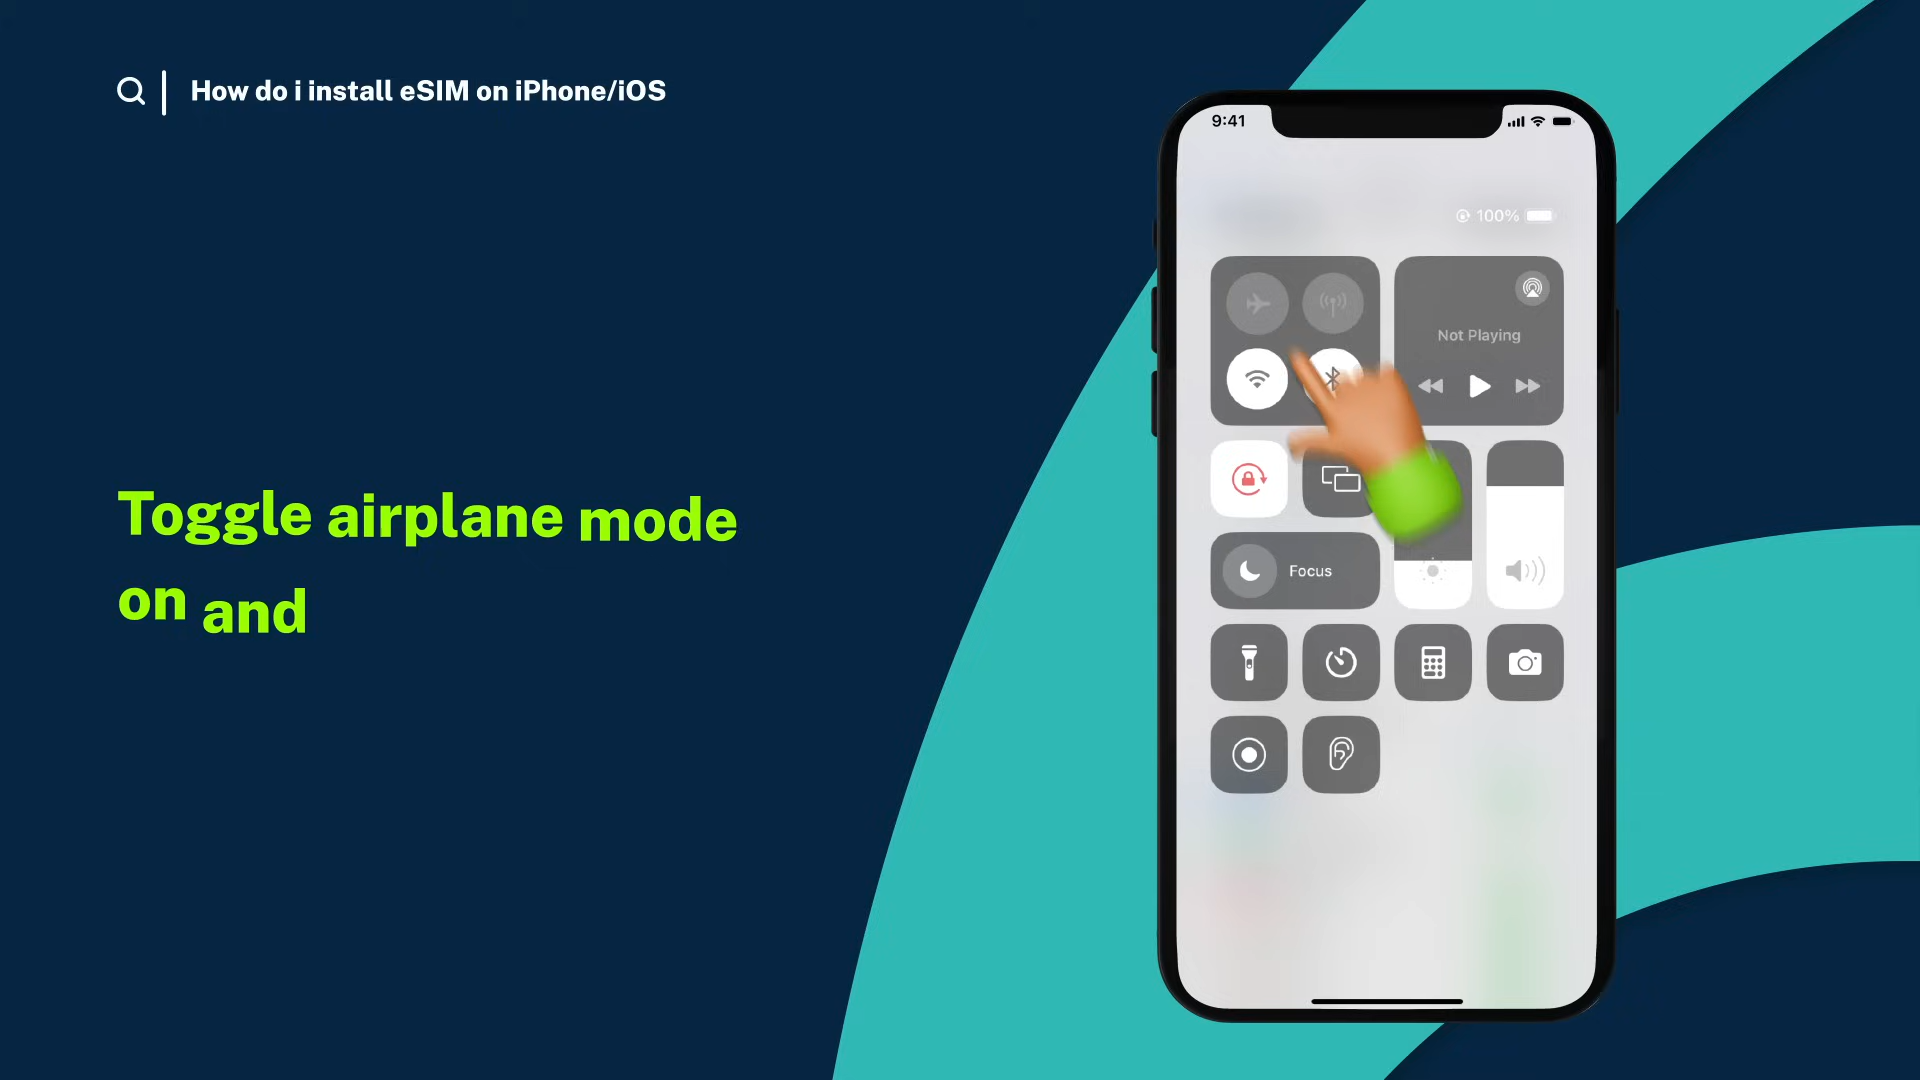 How do i install eSIM on iPhone/iOS
9:41
100%
Not Playing
Focus
Toggle airplane mode
on and